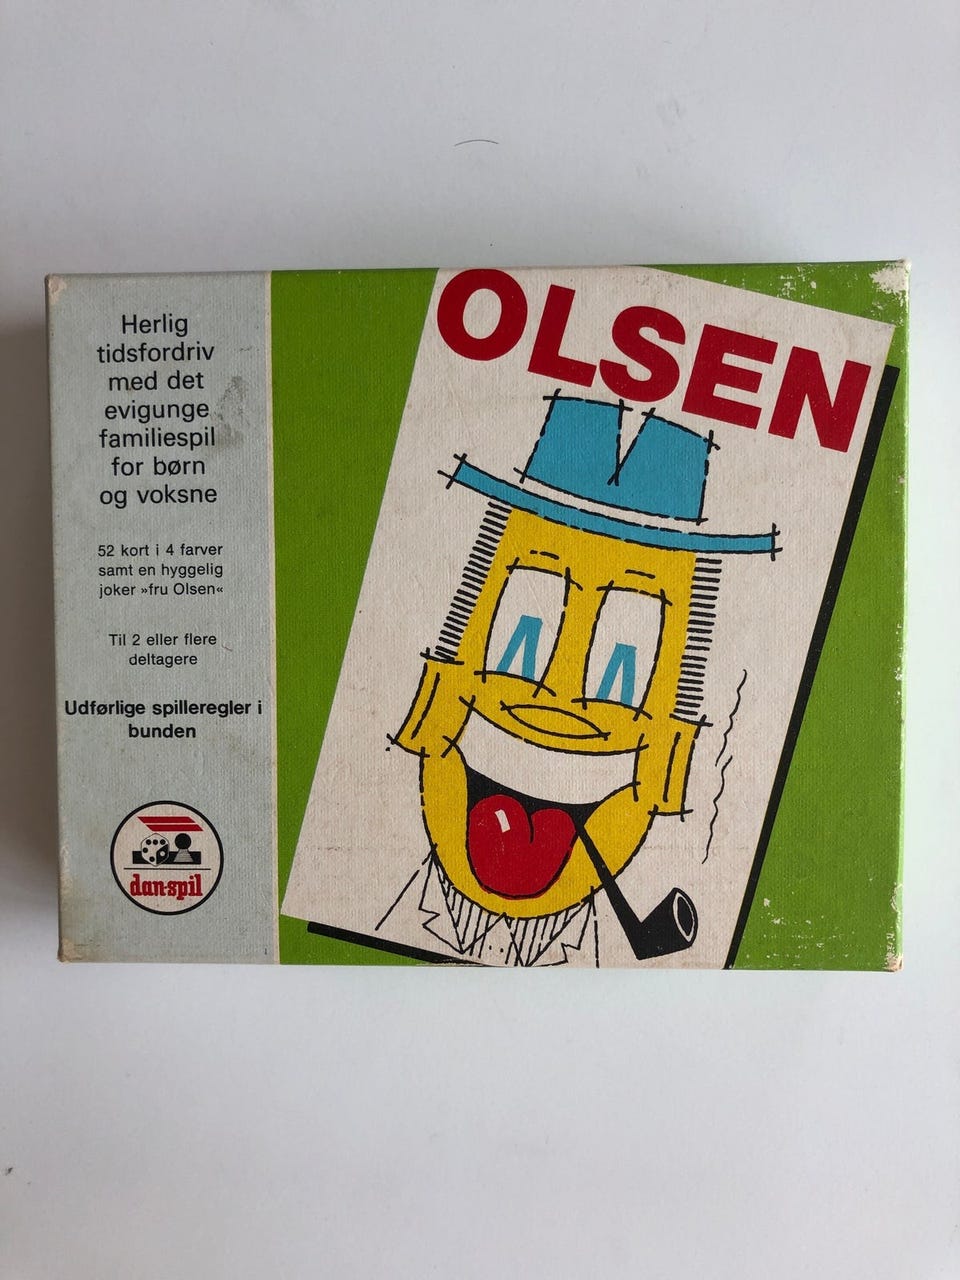 Herlig
tidsfordriv
med det
evigunge
familiespil
for børn
og voksne
52 kort i 4 farver
samt en hyggelig
joker »fru Olsen«
Til 2 eller flere
deltagere
Udførlige spilleregler i
bunden
dan-spil
OLSEN